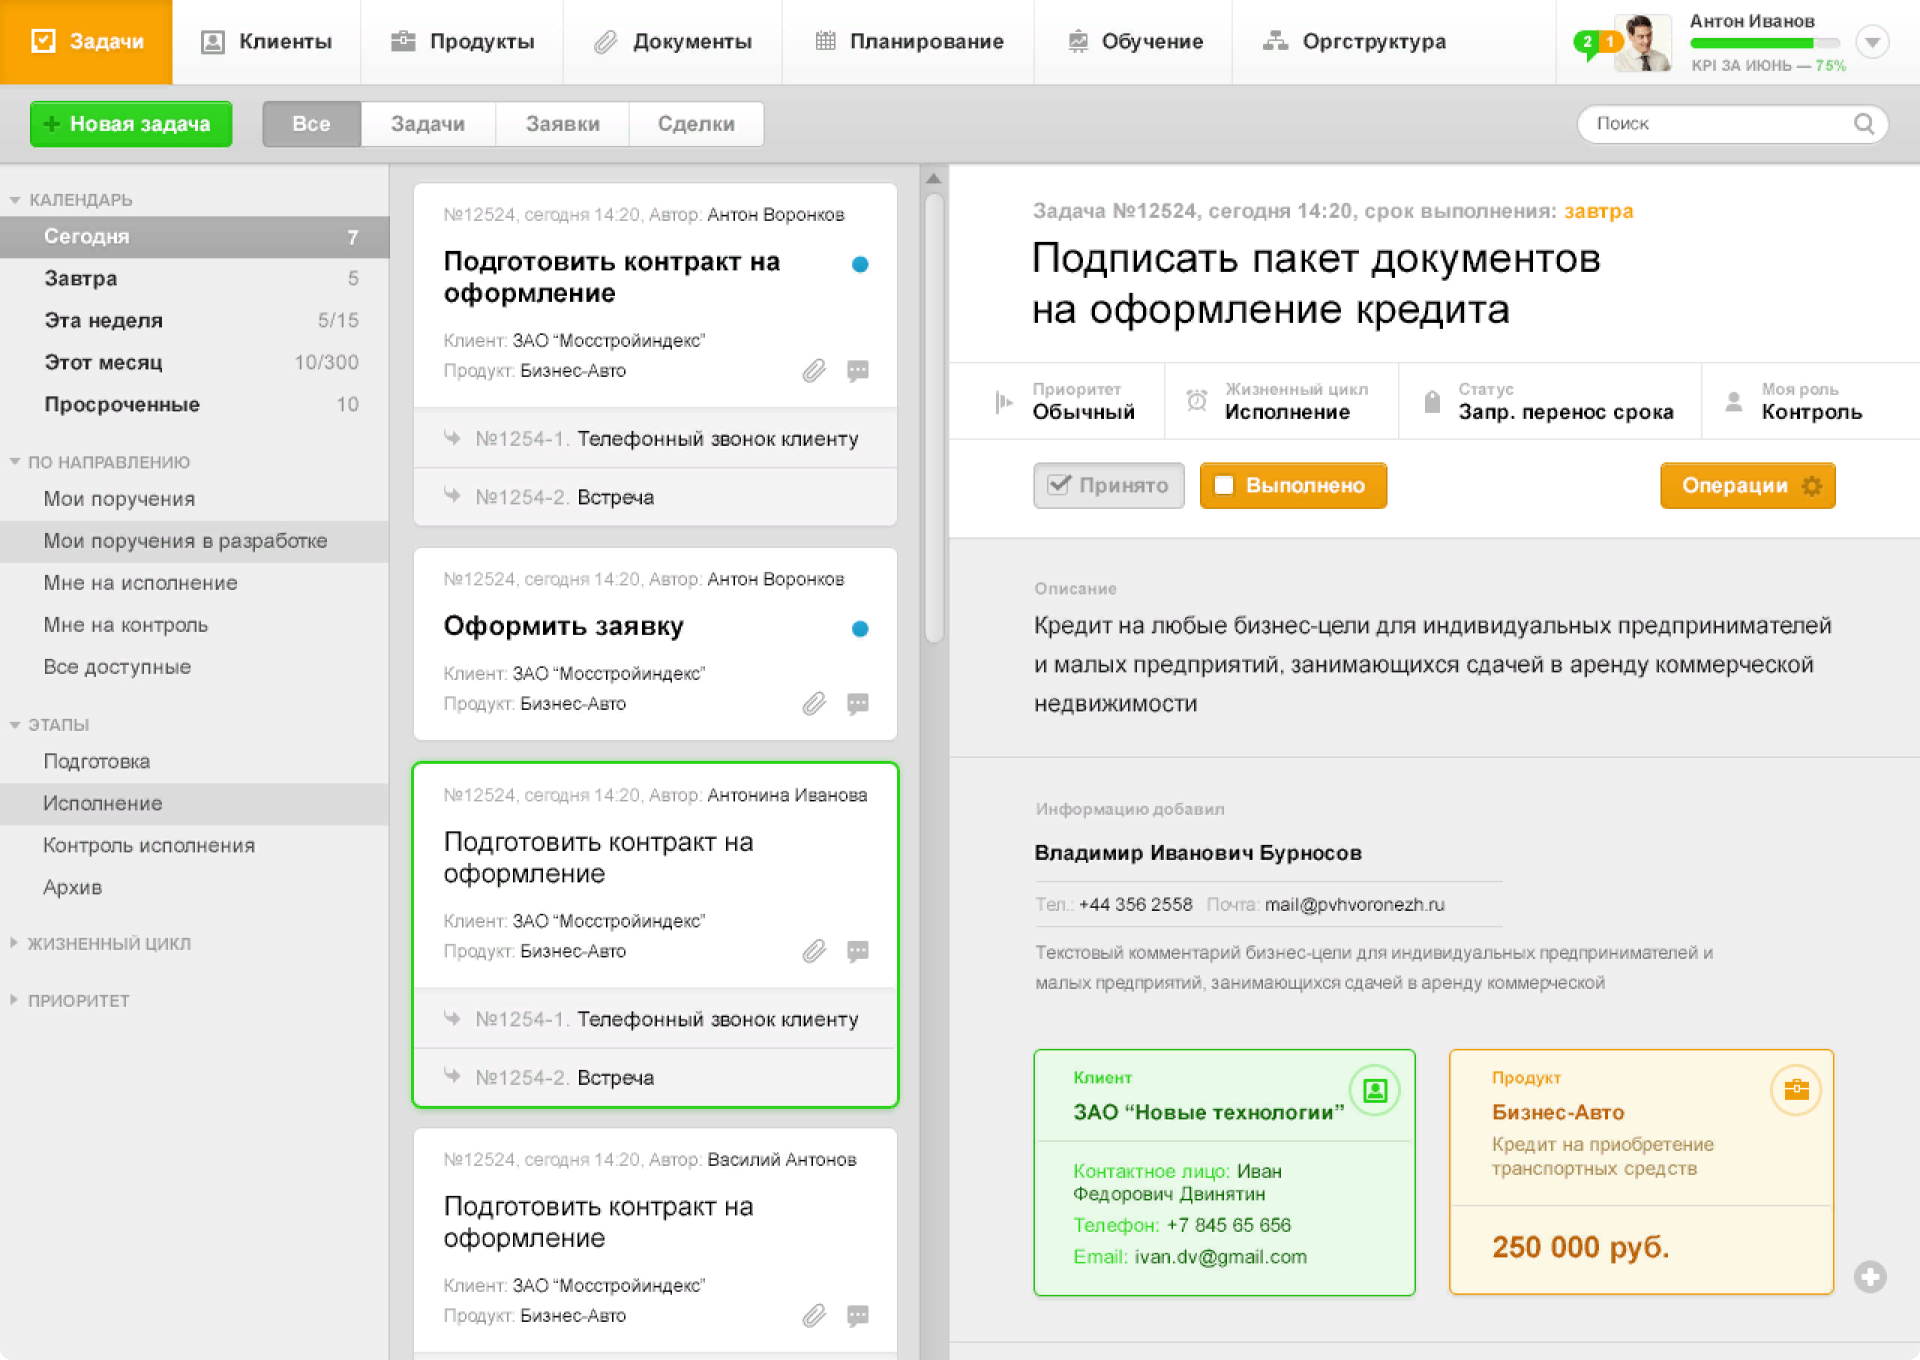 Задачи
Клиенты
Продукты
Документы
Планирование
Обучение
Оргструктура
2 1
Антон Иванов
KPI ЗА ИЮНЬ — 75%
Новая задача
Все
Задачи
Заявки
Сделки
Поиск
КАЛЕНДАРЬ
Сегодня 7
Завтра 5
Эта неделя 5/15
Этот месяц 10/300
Просроченные 10
ПО НАПРАВЛЕНИЮ
Мои поручения
Мои поручения в разработке
Мне на исполнение
Мне на контроль
Все доступные
ЭТАПЫ
Подготовка
Исполнение
Контроль исполнения
Архив
ЖИЗНЕННЫЙ ЦИКЛ
ПРИОРИТЕТ
№12524, сегодня 14:20, Автор: Антон Воронков
Подготовить контракт на
оформление
Клиент: ЗАО “Мосстройиндекс”
Продукт: Бизнес-Авто
№1254-1. Телефонный звонок клиенту
№1254-2. Встреча
№12524, сегодня 14:20, Автор: Антон Воронков
Оформить заявку
Клиент: ЗАО “Мосстройиндекс”
Продукт: Бизнес-Авто
№12524, сегодня 14:20, Автор: Антонина Иванова
Подготовить контракт на
оформление
Клиент: ЗАО “Мосстройиндекс”
Продукт: Бизнес-Авто
№1254-1. Телефонный звонок клиенту
№1254-2. Встреча
№12524, сегодня 14:20, Автор: Василий Антонов
Подготовить контракт на
оформление
Клиент: ЗАО “Мосстройиндекс”
Продукт: Бизнес-Авто
Задача №12524, сегодня 14:20, срок выполнения: завтра
Подписать пакет документов
на оформление кредита
Приоритет
Обычный
Жизненный цикл
Исполнение
Статус
Запр. перенос срока
Моя роль
Контроль
Принято
Выполнено
Операции
Описание
Кредит на любые бизнес-цели для индивидуальных предпринимателей
и малых предприятий, занимающихся сдачей в аренду коммерческой
недвижимости
Информацию добавил
Владимир Иванович Бурносов
Тел.: +44 356 2558 Почта: mail@pvhvoronezh.ru
Текстовый комментарий бизнес-цели для индивидуальных предпринимателей и
малых предприятий, занимающихся сдачей в аренду коммерческой
Клиент
ЗАО “Новые технологии”
Контактное лицо: Иван
Федорович Двинятин
Телефон: +7 845 65 656
Email: ivan.dv@gmail.com
Продукт
Бизнес-Авто
Кредит на приобретение
транспортных средств
250 000 руб.